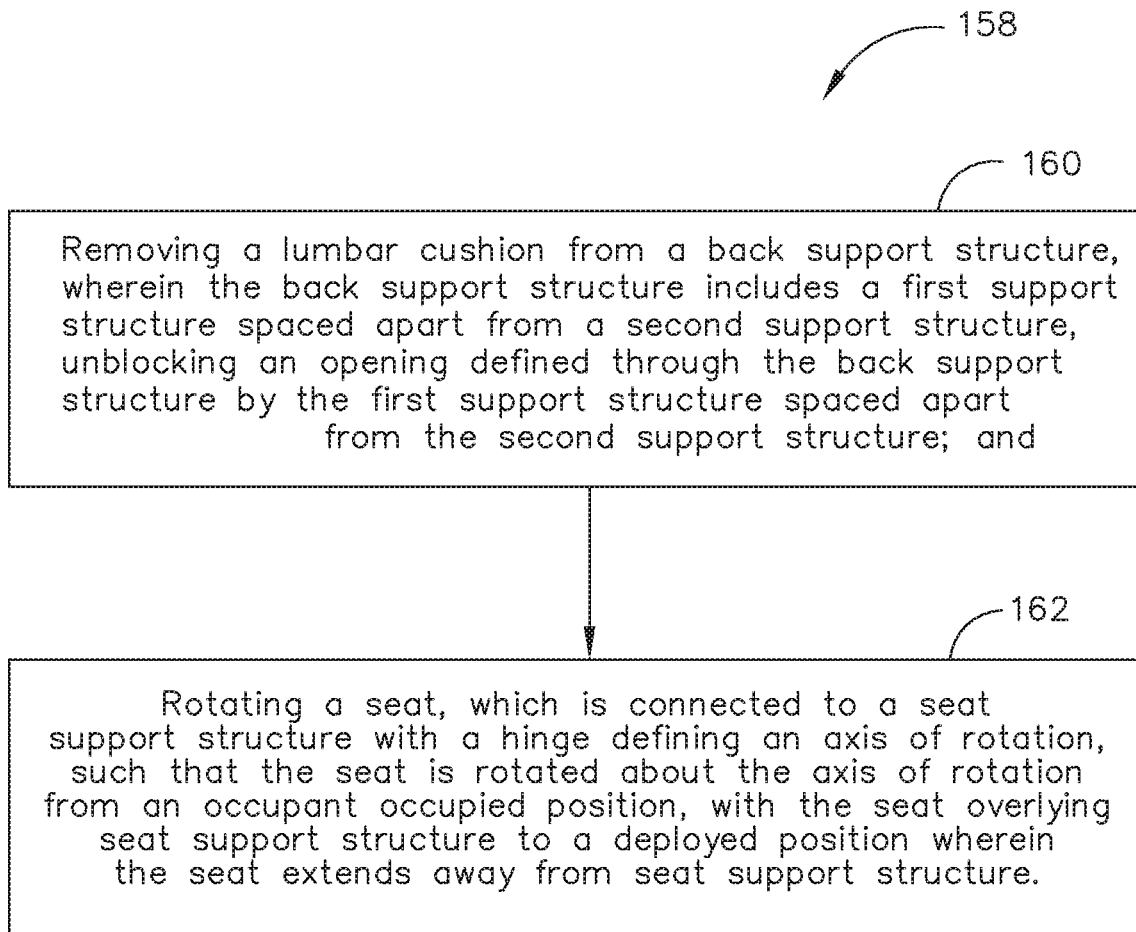 158
160
Removing a lumbar cushion from a back support structure,
wherein the back support structure includes a first support
structure spaced apart from a second support structure,
unblocking an opening defined through the back support
structure by the first support structure spaced apart
from the second support structure; and
162
Rotating a seat, which is connected to a seat
support structure with a hinge defining an axis of rotation,
such that the seat is rotated about the axis of rotation
from an occupant occupied position, with the seat overlying
seat support structure to a deployed position wherein
the seat extends away from seat support structure.